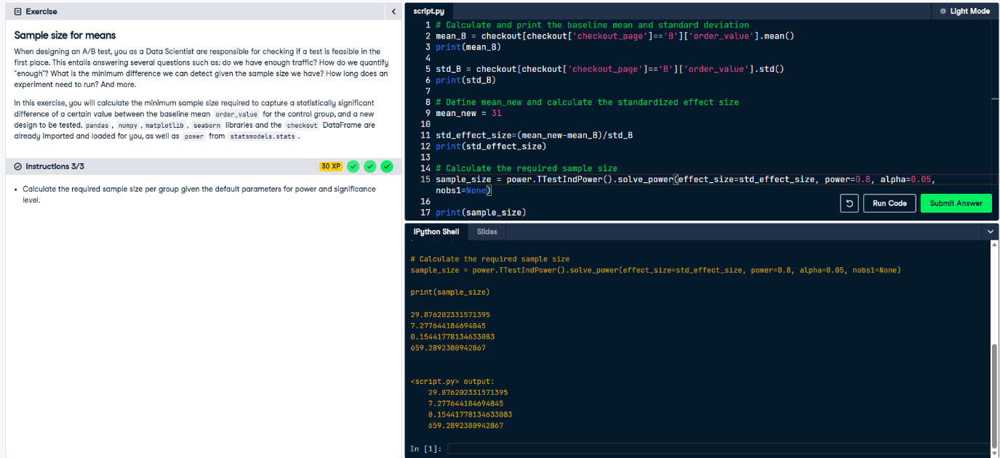 Exercise
Sample size for means
When designing an A/B test, you as a Data Scientist are responsible for checking if a test is feasible in the
first place. This entails answering several questions such as: do we have enough traffic? How do we quantify
"enough"? What is the minimum difference we can detect given the sample size we have? How long does an
experiment need to run? And more.
In this exercise, you will calculate the minimum sample size required to capture a statistically significant
difference of a certain value between the baseline mean order_value for the control group, and a new
design to be tested. pandas , numpy , matplotlib , seaborn libraries and the checkout DataFrame are
already imported and loaded for you, as well as power from statsmodels.stats .
Instructions 3/3
30 XP
• Calculate the required sample size per group given the default parameters for power and significance
level.
script.py
Light Mode
1 # Calculate and print the baseline mean and standard deviation
2 mean_B = checkout[checkout['checkout_page']=='B']['order_value'].mean()
3 print(mean_B)
4
5 std_B = checkout[checkout['checkout_page']=='B']['order_value'].std()
6 print(std_B)
7
8 # Define mean_new and calculate the standardized effect size
9 mean_new = 31
10
11 std_effect_size=(mean_new-mean_B)/std_B
12 print(std_effect_size)
13
14 # Calculate the required sample size
15 sample_size = power.TTestIndPower().solve_power(effect_size=std_effect_size, power=0.8, alpha=0.05,
nobs1=None)
16
17 print(sample_size)
Run Code
Submit Answer
IPython Shell
Slides
# Calculate the required sample size
sample_size = power.TTestIndPower().solve_power(effect_size=std_effect_size, power=0.8, alpha=0.05, nobs1=None)
print(sample_size)
29.876202331571395
7.277644184694845
0.15441778134633083
659.2892380942867
<script.py> output:
29.876202331571395
7.277644184694845
0.15441778134633083
659.2892380942867
In [1]: